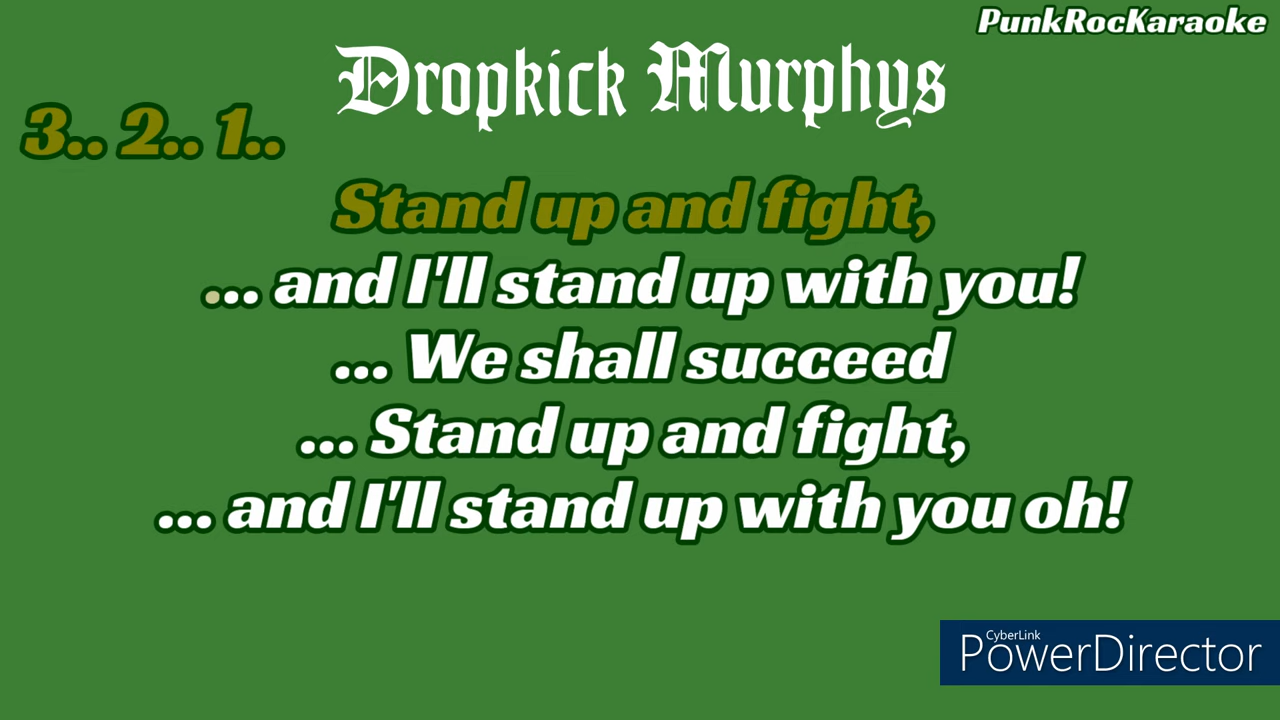 PunkRocKaraoke
Dropkick Murphys
3.. 2.. 1..
Stand up and fight,
... and I'll stand up with you!
... We shall succeed
... Stand up and fight,
... and I'll stand up with you oh!
CyberLink
PowerDirector